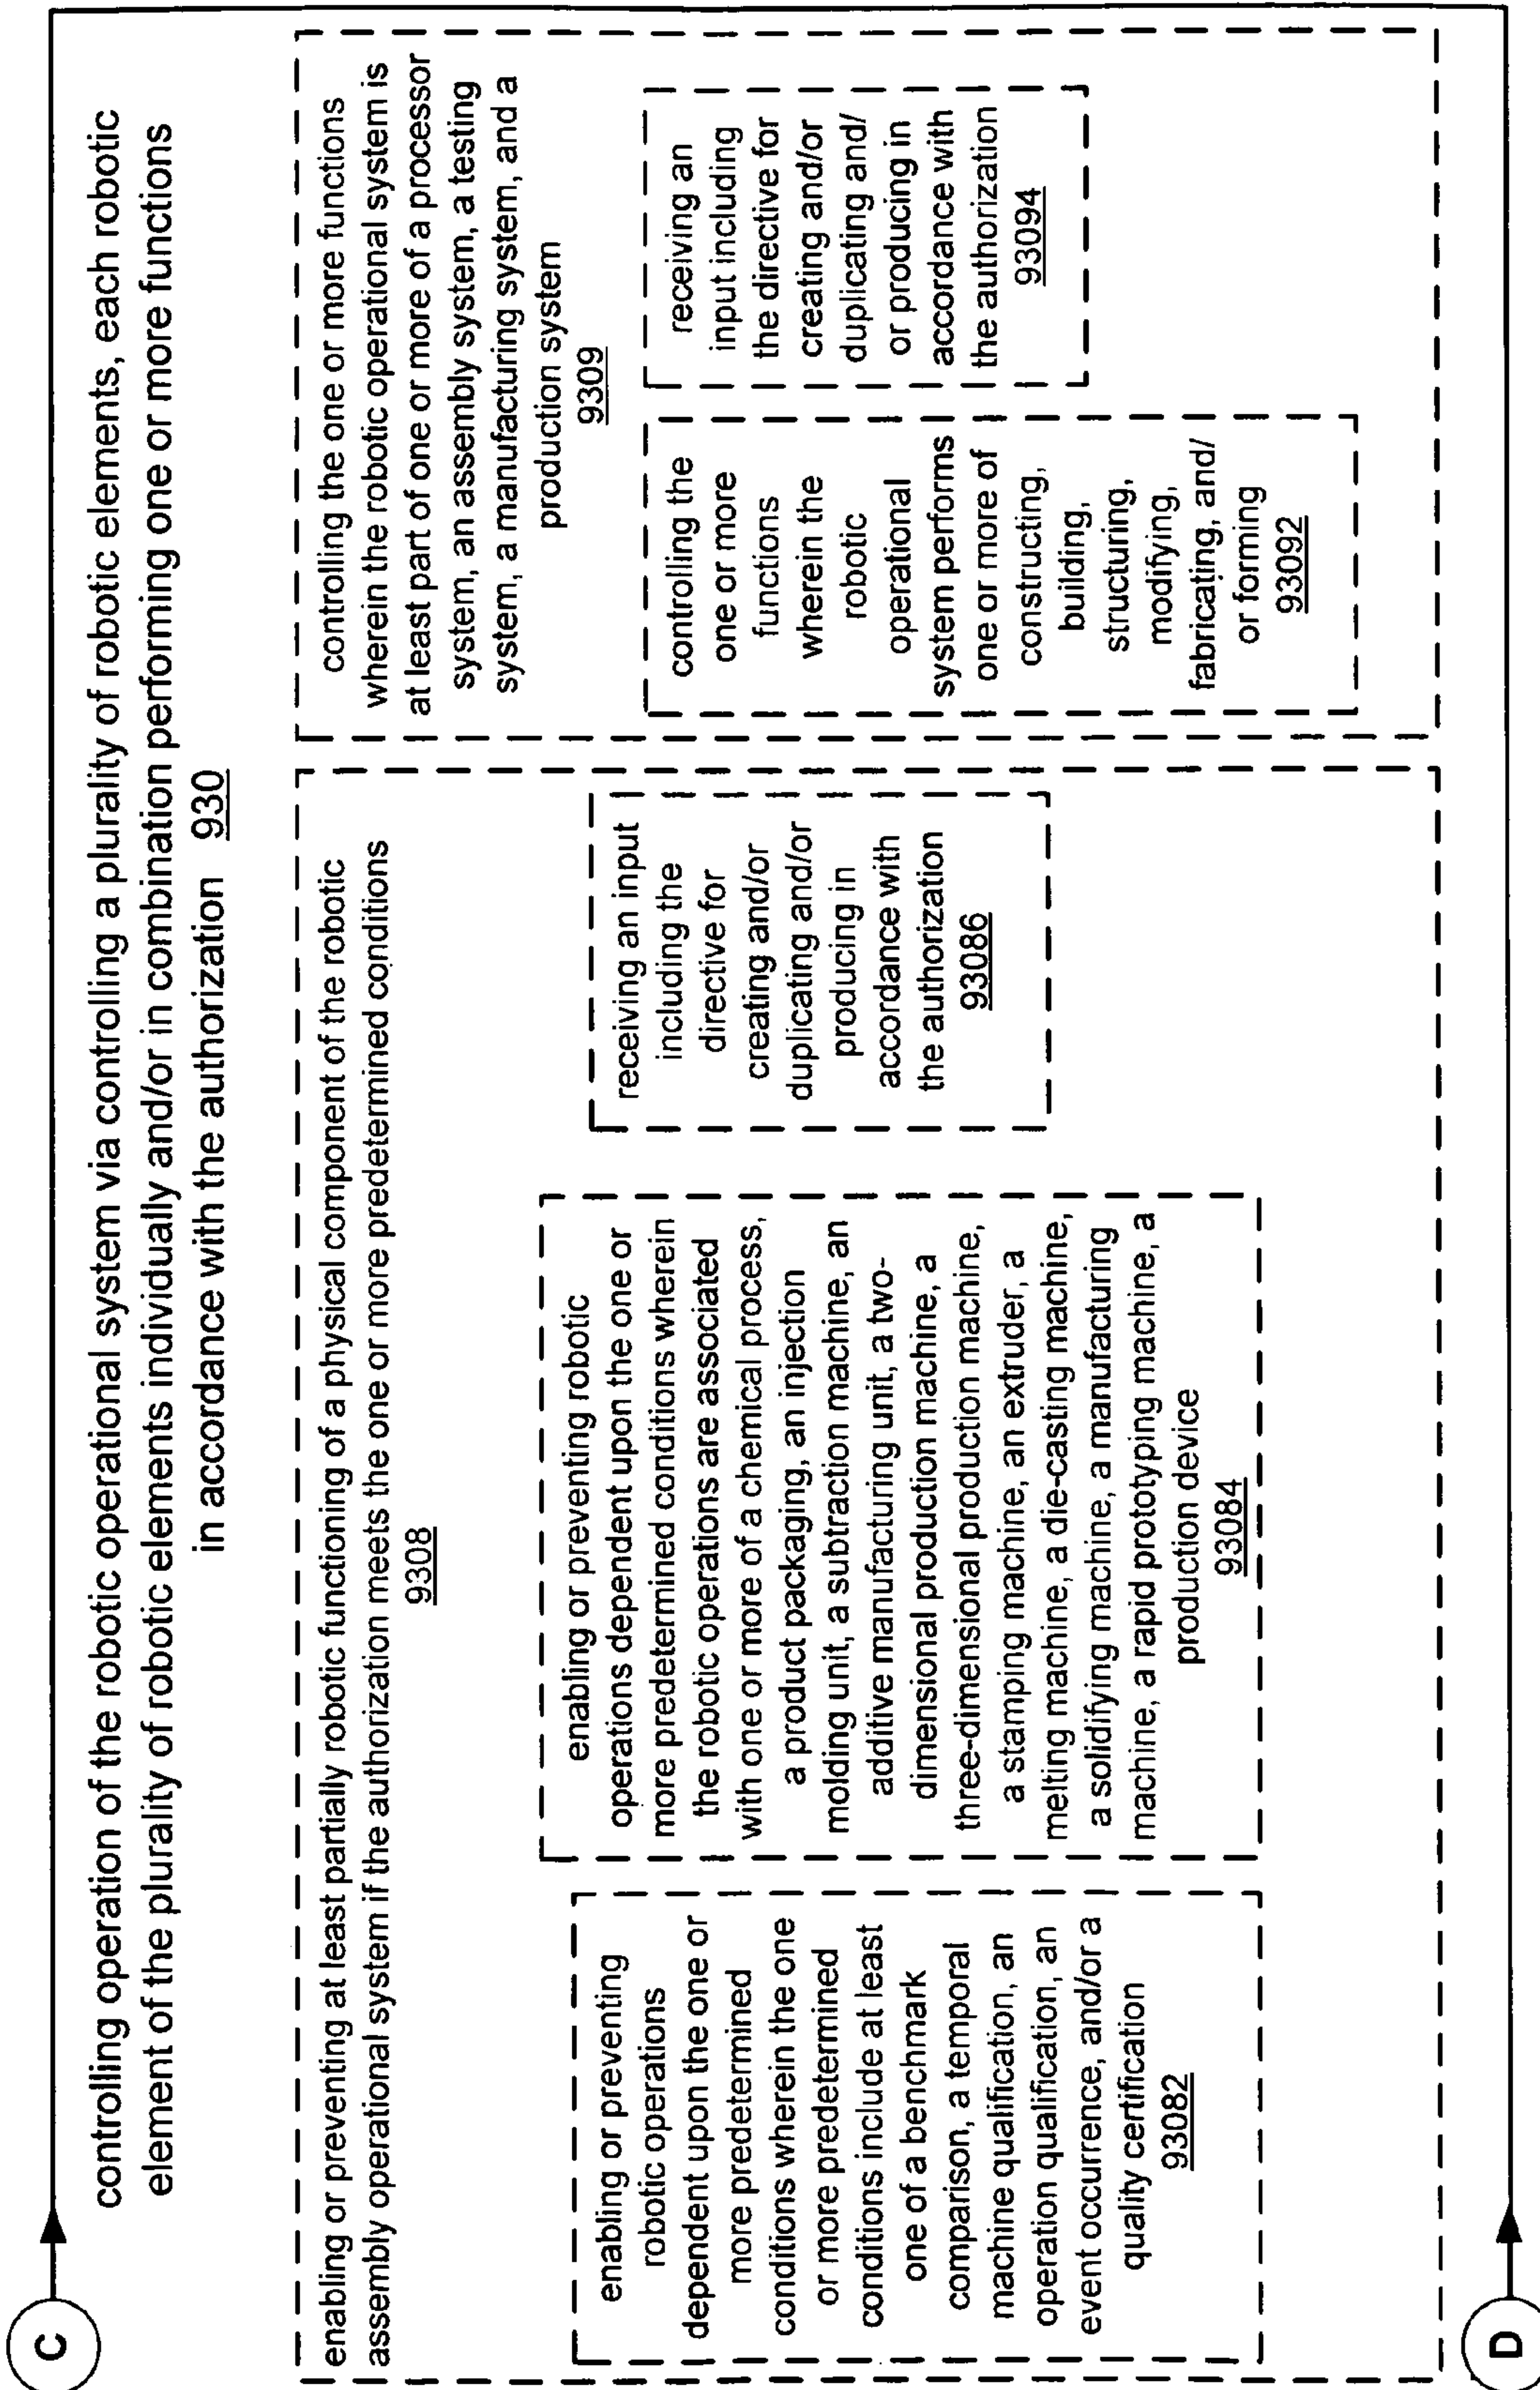 C
controlling operation of the robotic operational system via controlling a plurality of robotic elements, each robotic
element of the plurality of robotic elements individually and/or in combination performing one or more functions
in accordance with the authorization 930
enabling or preventing at least partially robotic functioning of a physical component of the robotic
assembly operational system if the authorization meets the one or more predetermined conditions
9308
enabling or preventing
robotic operations
dependent upon the one or
more predetermined
conditions wherein the one
or more predetermined
conditions include at least
one of a benchmark
comparison, a temporal
machine qualification, an
operation qualification, an
event occurrence, and/or a
quality certification
93082
enabling or preventing robotic
operations dependent upon the one or
more predetermined conditions wherein
the robotic operations are associated
with one or more of a chemical process,
a product packaging, an injection
molding unit, a subtraction machine, an
additive manufacturing unit, a two-
dimensional production machine, a
three-dimensional production machine,
a stamping machine, an extruder, a
melting machine, a die-casting machine,
a solidifying machine, a manufacturing
machine, a rapid prototyping machine, a
production device
93084
receiving an input
including the
directive for
creating and/or
duplicating and/or
producing in
accordance with
the authorization
93086
controlling the one or more functions
wherein the robotic operational system is
at least part of one or more of a processor
system, an assembly system, a testing
system, a manufacturing system, and a
production system
9309
controlling the
one or more
functions
wherein the
robotic
operational
system performs
one or more of
constructing,
building,
structuring,
modifying,
fabricating, and/
or forming
93092
receiving an
input including
the directive for
creating and/or
duplicating and/
or producing in
accordance with
the authorization
93094
D